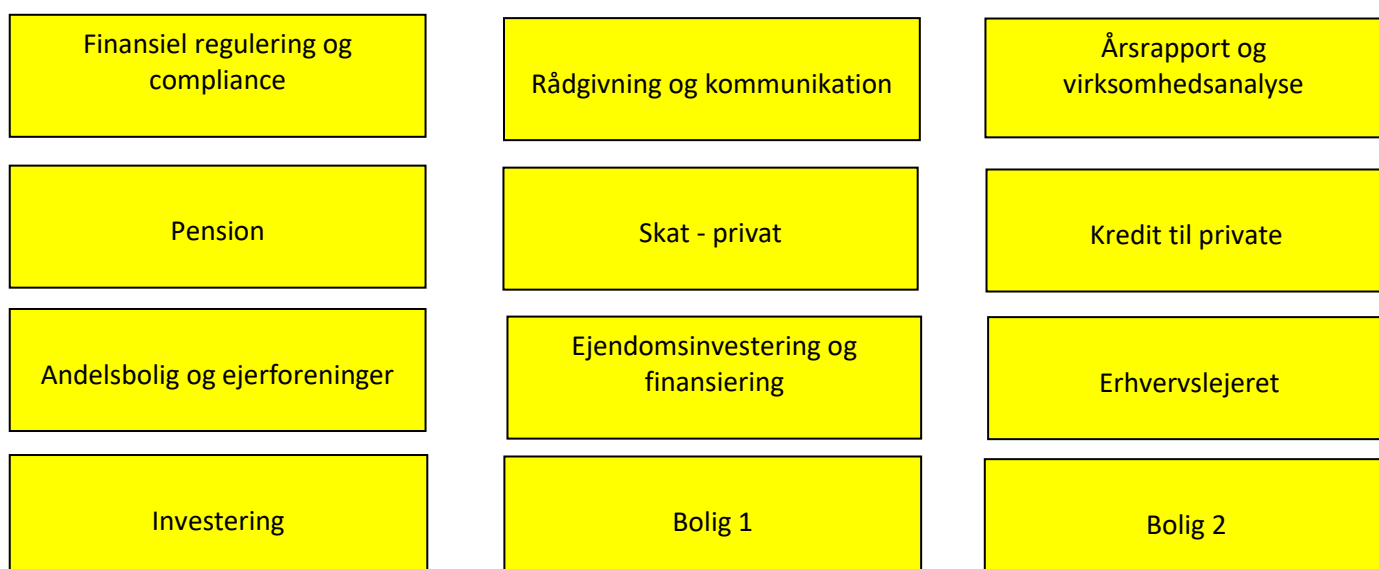 Finansiel regulering og
compliance
Rådgivning og kommunikation
Årsrapport og
virksomhedsanalyse
Pension
Skat - privat
Kredit til private
Andelsbolig og ejerforeninger
Ejendomsinvestering og
finansiering
Erhvervslejeret
Investering
Bolig 1
Bolig 2